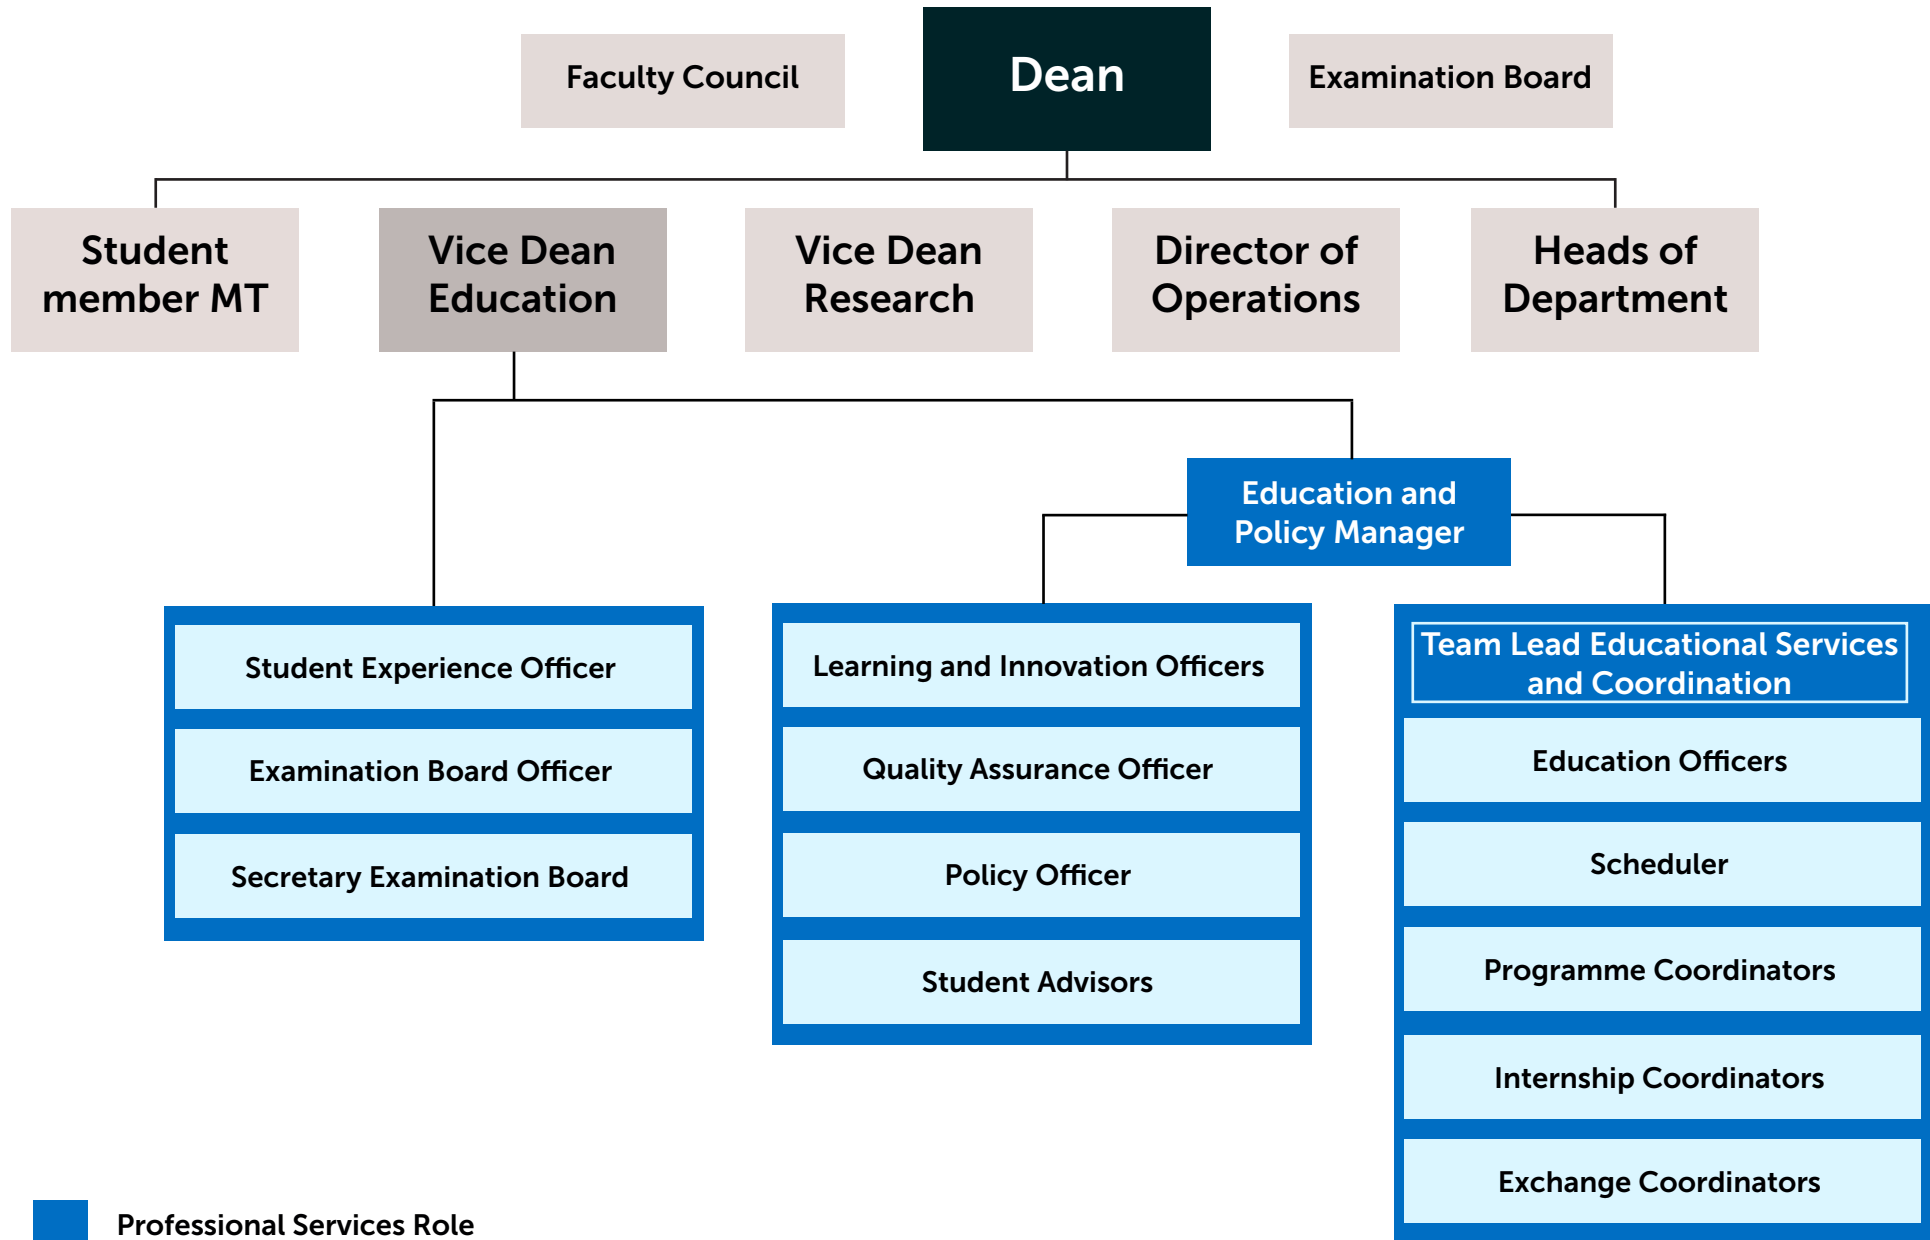 Faculty Council
Dean
Examination Board
Student
member MT
Vice Dean
Education
Vice Dean
Research
Director of
Operations
Heads of
Department
Education and
Policy Manager
Student Experience Officer
Examination Board Officer
Secretary Examination Board
Learning and Innovation Officers
Quality Assurance Officer
Policy Officer
Student Advisors
Team Lead Educational Services
and Coordination
Education Officers
Scheduler
Programme Coordinators
Internship Coordinators
Exchange Coordinators
Professional Services Role